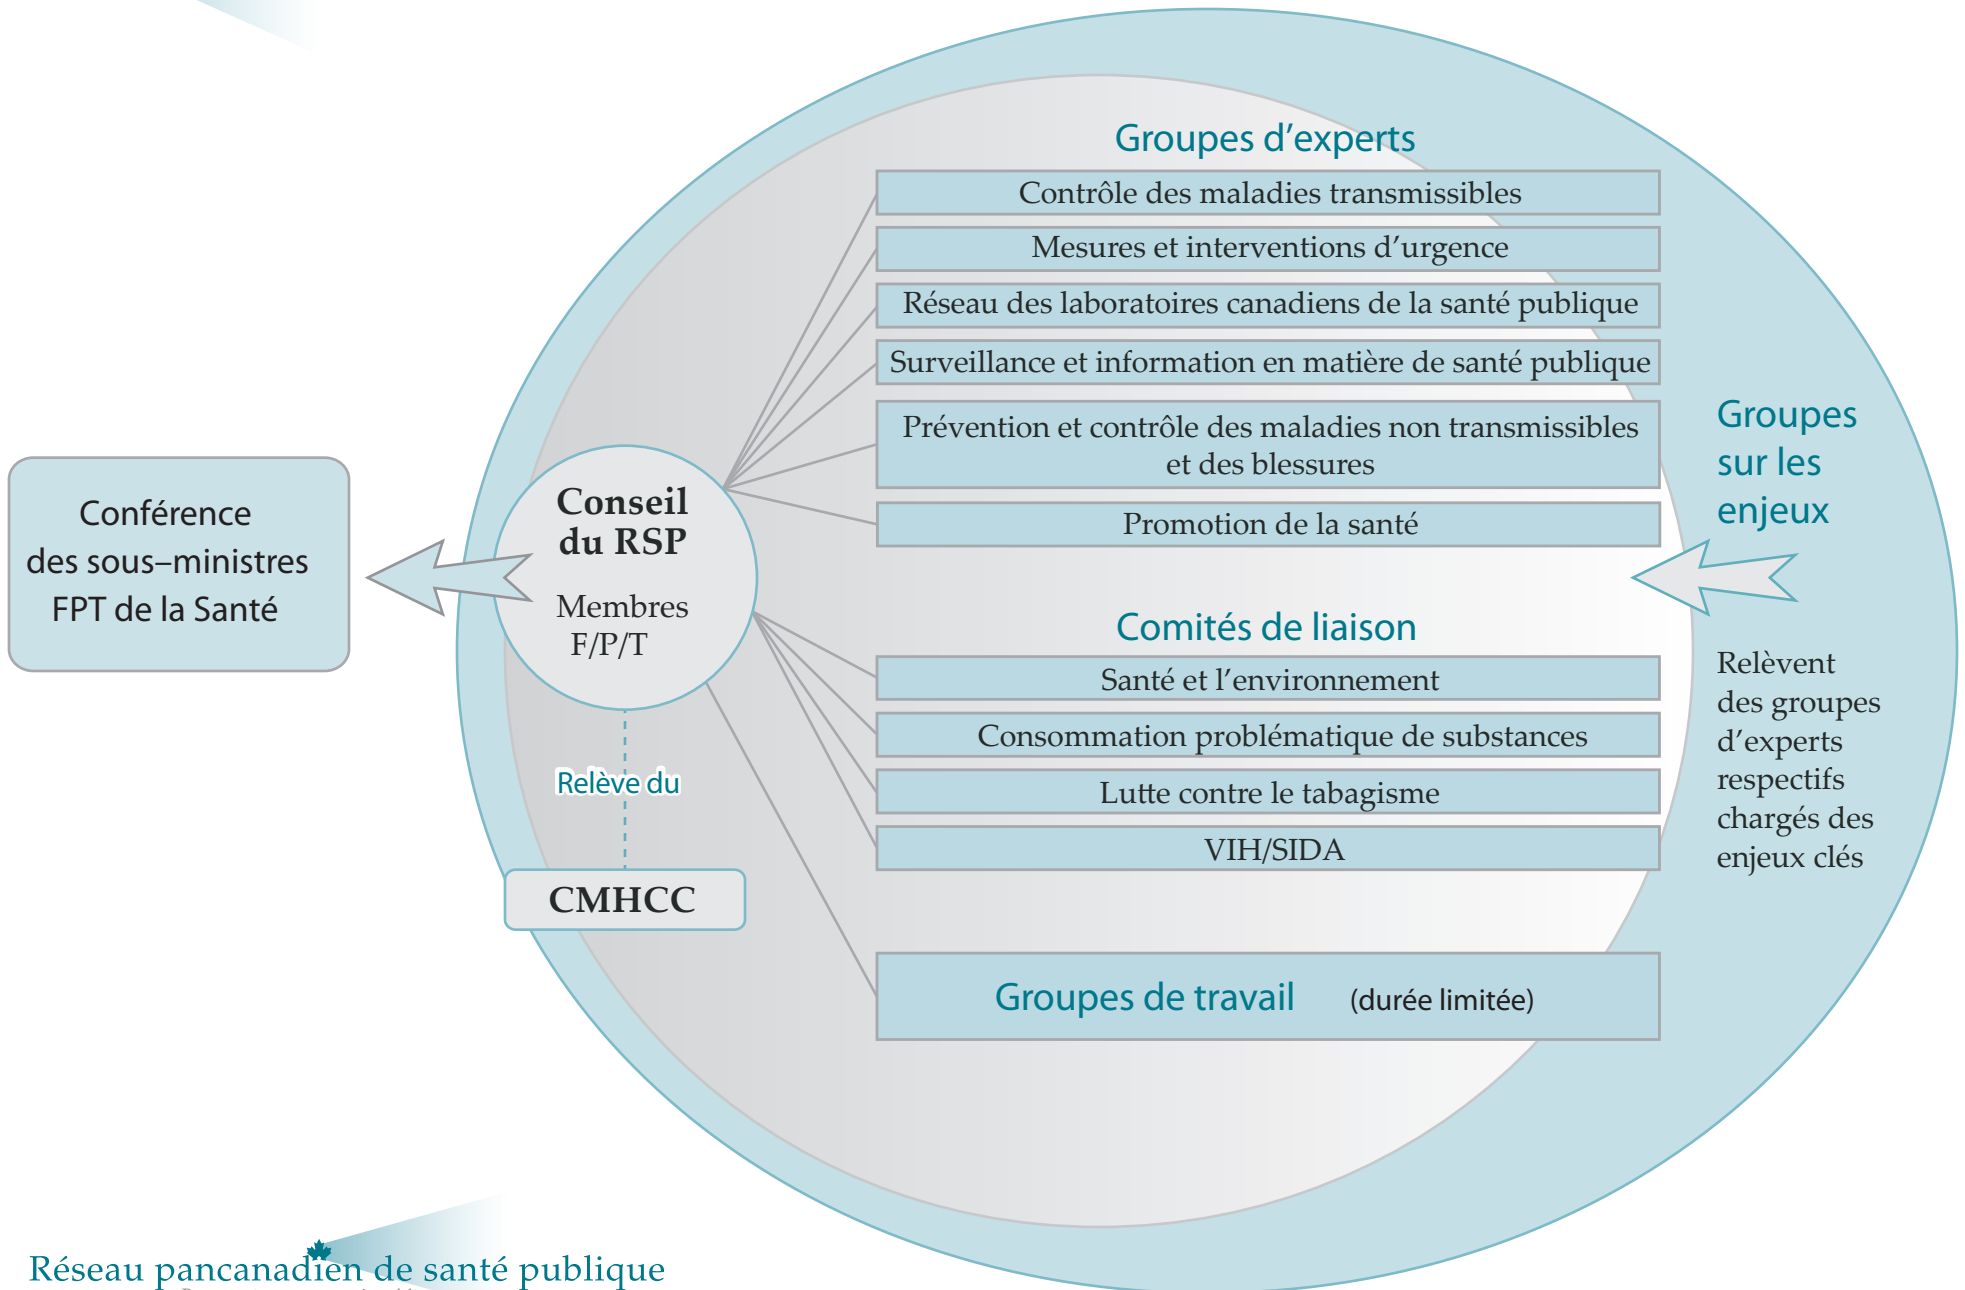 Groupes d’experts
Contrôle des maladies transmissibles
Mesures et interventions d’urgence
Réseau des laboratoires canadiens de la santé publique
Surveillance et information en matière de santé publique
Prévention et contrôle des maladies non transmissibles
et des blessures
Promotion de la santé
Groupes
sur les
enjeux
Conférence
des sous–ministres
FPT de la Santé
Conseil
du RSP
Membres
F/P/T
Comités de liaison
Santé et l’environnement
Consommation problématique de substances
Lutte contre le tabagisme
VIH/SIDA
Relèvent
des groupes
d’experts
respectifs
chargés des
enjeux clés
Relève du
CMHCC
Groupes de travail (durée limitée)
Réseau pancanadien de santé publique